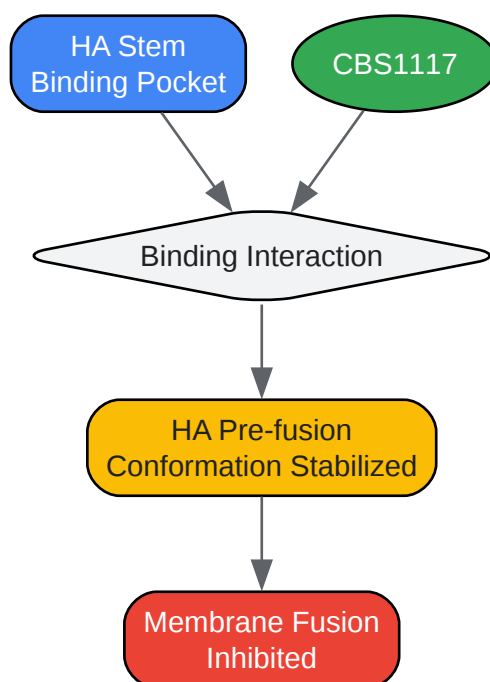 HA Stem
Binding Pocket
CBS1117
Binding Interaction
HA Pre-fusion
Conformation Stabilized
Membrane Fusion
Inhibited